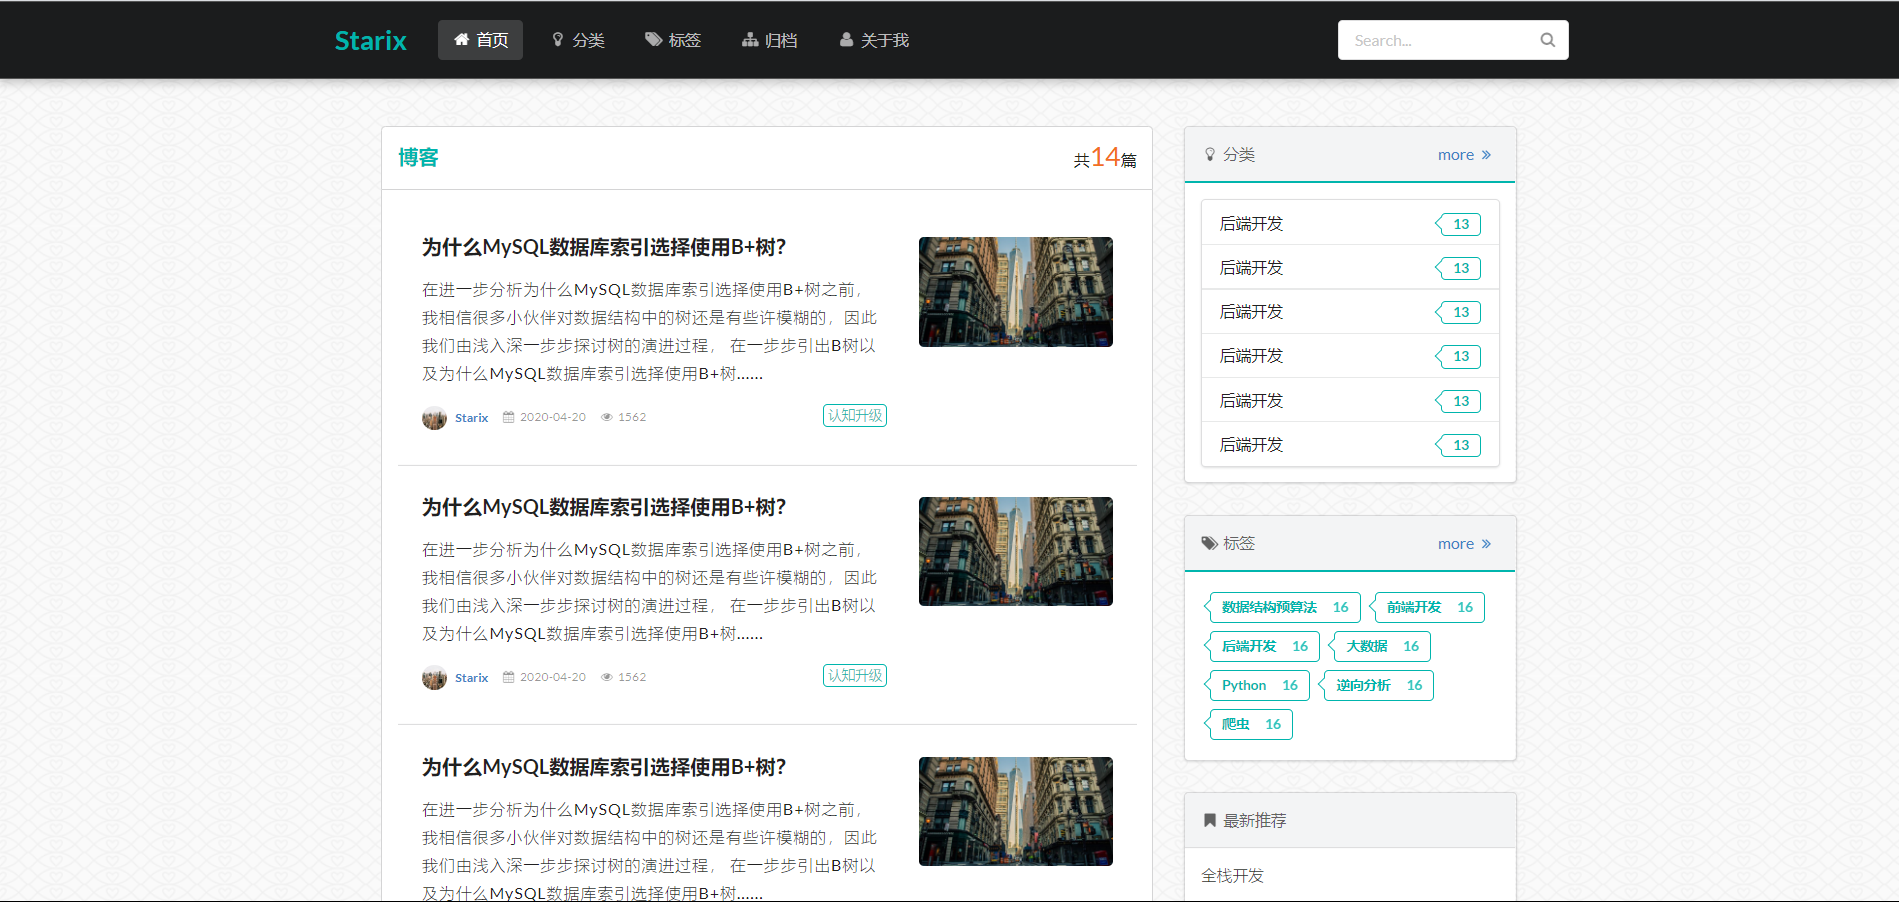 Starix 首页 分类 标签 归档 关于我 Search...
博客 共14篇
为什么MySQL数据库索引选择使用B+树?
在进一步分析为什么MySQL数据库索引选择使用B+树之前，
我相信很多小伙伴对数据结构中的树还是有些许模糊的，因此
我们由浅入深一步步探讨树的演进过程， 在一步步引出B树以
及为什么MySQL数据库索引选择使用B+树......
Starix 2020-04-20 1562 认知升级
为什么MySQL数据库索引选择使用B+树?
在进一步分析为什么MySQL数据库索引选择使用B+树之前，
我相信很多小伙伴对数据结构中的树还是有些许模糊的，因此
我们由浅入深一步步探讨树的演进过程， 在一步步引出B树以
及为什么MySQL数据库索引选择使用B+树......
Starix 2020-04-20 1562 认知升级
为什么MySQL数据库索引选择使用B+树?
在进一步分析为什么MySQL数据库索引选择使用B+树之前，
我相信很多小伙伴对数据结构中的树还是有些许模糊的，因此
我们由浅入深一步步探讨树的演进过程， 在一步步引出B树以
及为什么MySQL数据库索引选择使用B+树......
分类 more
后端开发 13
后端开发 13
后端开发 13
后端开发 13
后端开发 13
后端开发 13
标签 more
数据结构预算法 16 前端开发 16
后端开发 16 大数据 16
Python 16 逆向分析 16
爬虫 16
最新推荐
全栈开发